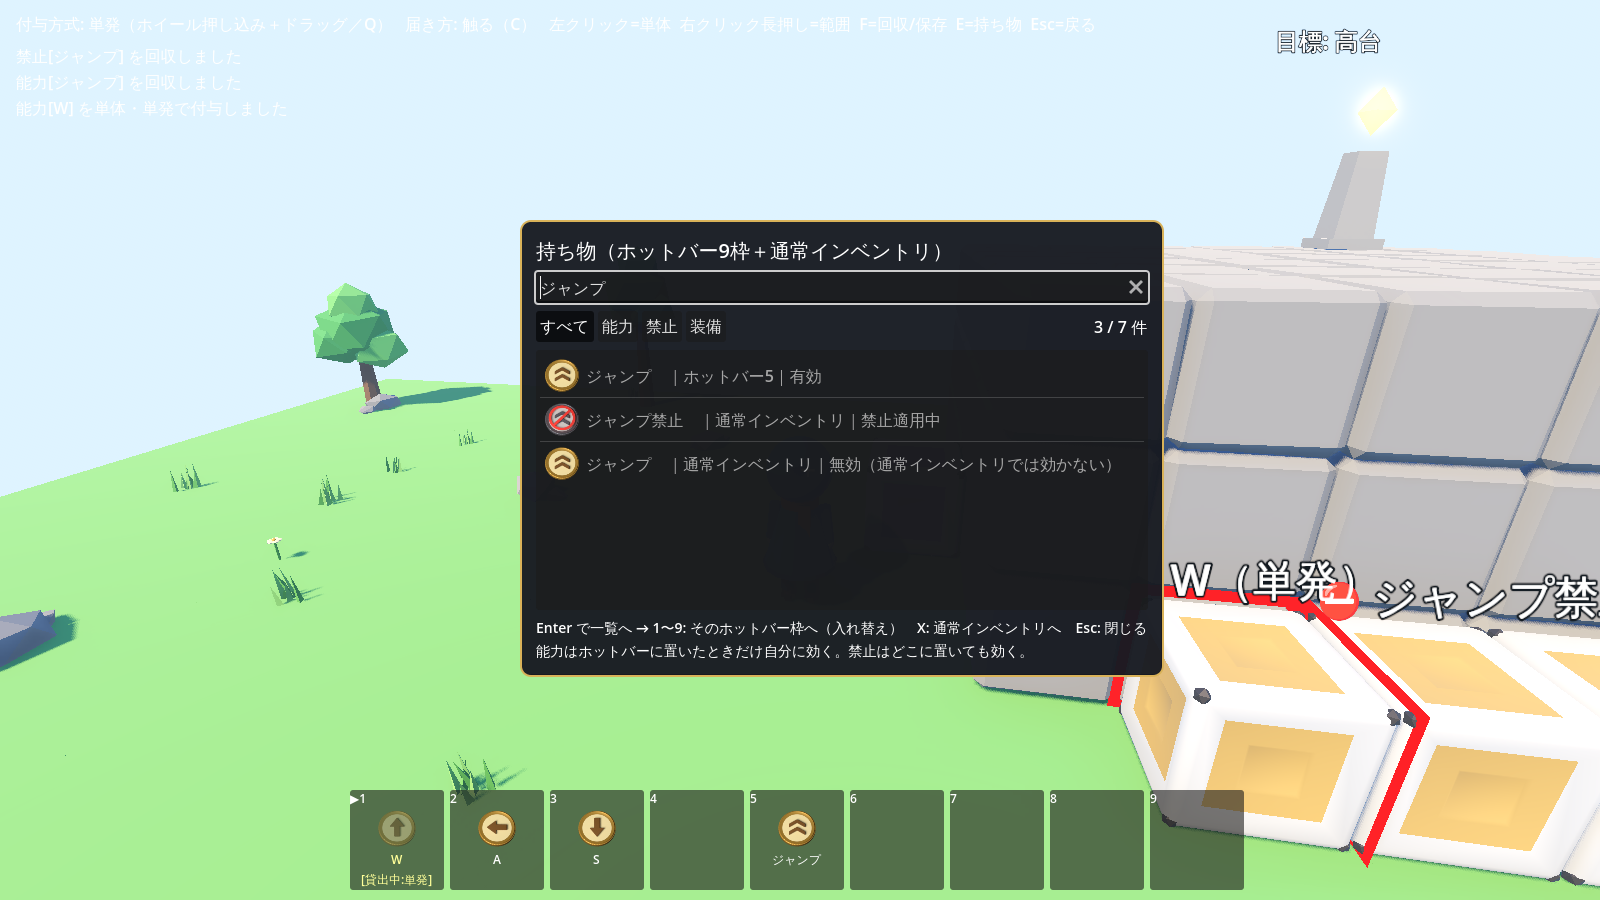 付与方式: 単発（ホイール押し込み＋ドラッグ／Q） 届き方: 触る（C） 左クリック=単体 右クリック長押し=範囲 F=回収/保存 E=持ち物 Esc=戻る
禁止[ジャンプ] を回収しました
能力[ジャンプ] を回収しました
能力[W] を単体・単発で付与しました
目標: 高台
持ち物（ホットバー9枠＋通常インベントリ）
ジャンプ
すべて 能力 禁止 装備 3 / 7 件
ジャンプ ｜ホットバー5｜有効
ジャンプ禁止 ｜通常インベントリ｜禁止適用中
ジャンプ ｜通常インベントリ｜無効（通常インベントリでは効かない）
Enter で一覧へ → 1〜9: そのホットバー枠へ（入れ替え） X: 通常インベントリへ Esc: 閉じる
能力はホットバーに置いたときだけ自分に効く。禁止はどこに置いても効く。
W（単発）
ジャンプ禁
▶1 2 3 4 5 6 7 8 9
W A S ジャンプ
[貸出中:単発]